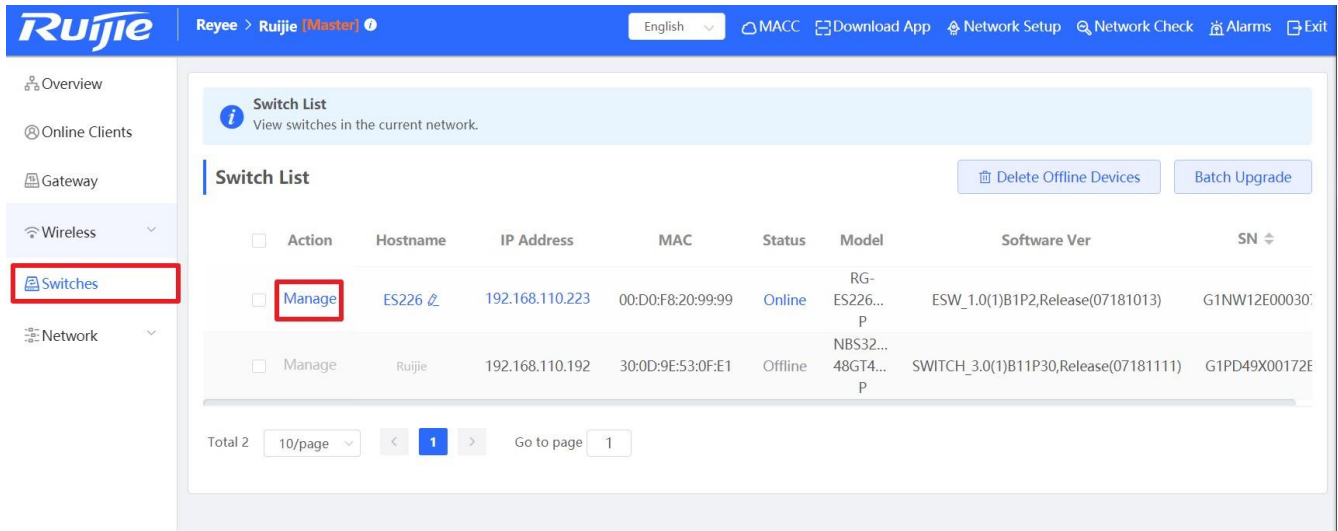 Ruijie
Reyee > Ruijie [Master]
English
MACC
Download App
Network Setup
Network Check
Alarms
Exit
Overview
Online Clients
Gateway
Wireless
Switches
Network
Switch List
View switches in the current network.
Switch List
Delete Offline Devices
Batch Upgrade
Action Hostname IP Address MAC Status Model Software Ver SN
Manage ES226 192.168.110.223 00:D0:F8:20:99:99 Online RG-
ES226...
P ESW_1.0(1)B1P2,Release(07181013) G1NW12E000307
Manage Ruijie 192.168.110.192 30:0D:9E:53:0F:E1 Offline NBS32...
48GT4...
P SWITCH_3.0(1)B11P30,Release(07181111) G1PD49X00172E
Total 2 10/page < 1 > Go to page 1